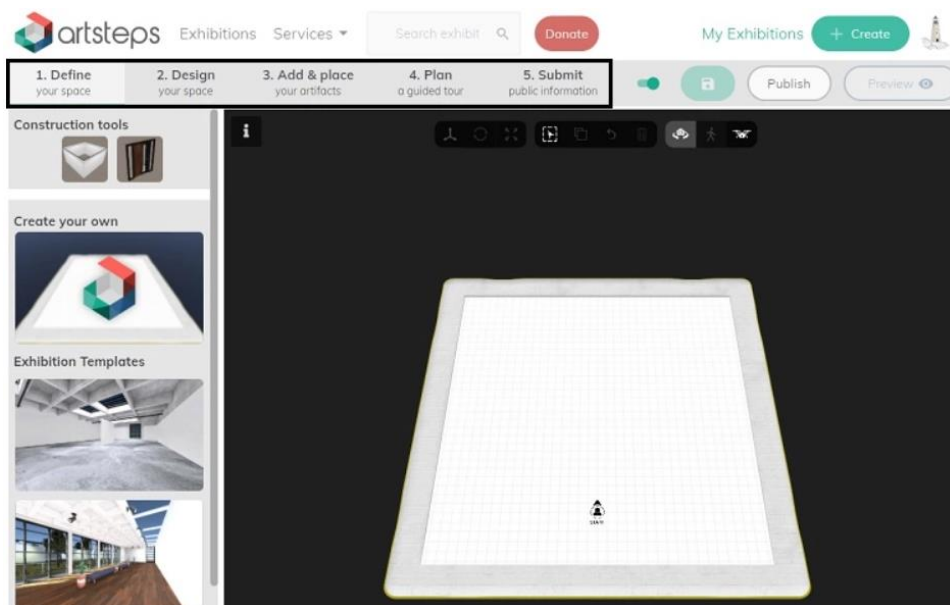 artsteps
Exhibitions
Services
Search exhibit
Donate
My Exhibitions
+ Create
1. Define
your space
2. Design
your space
3. Add & place
your artifacts
4. Plan
a guided tour
5. Submit
public information
Publish
Preview
Construction tools
i
Create your own
Exhibition Templates